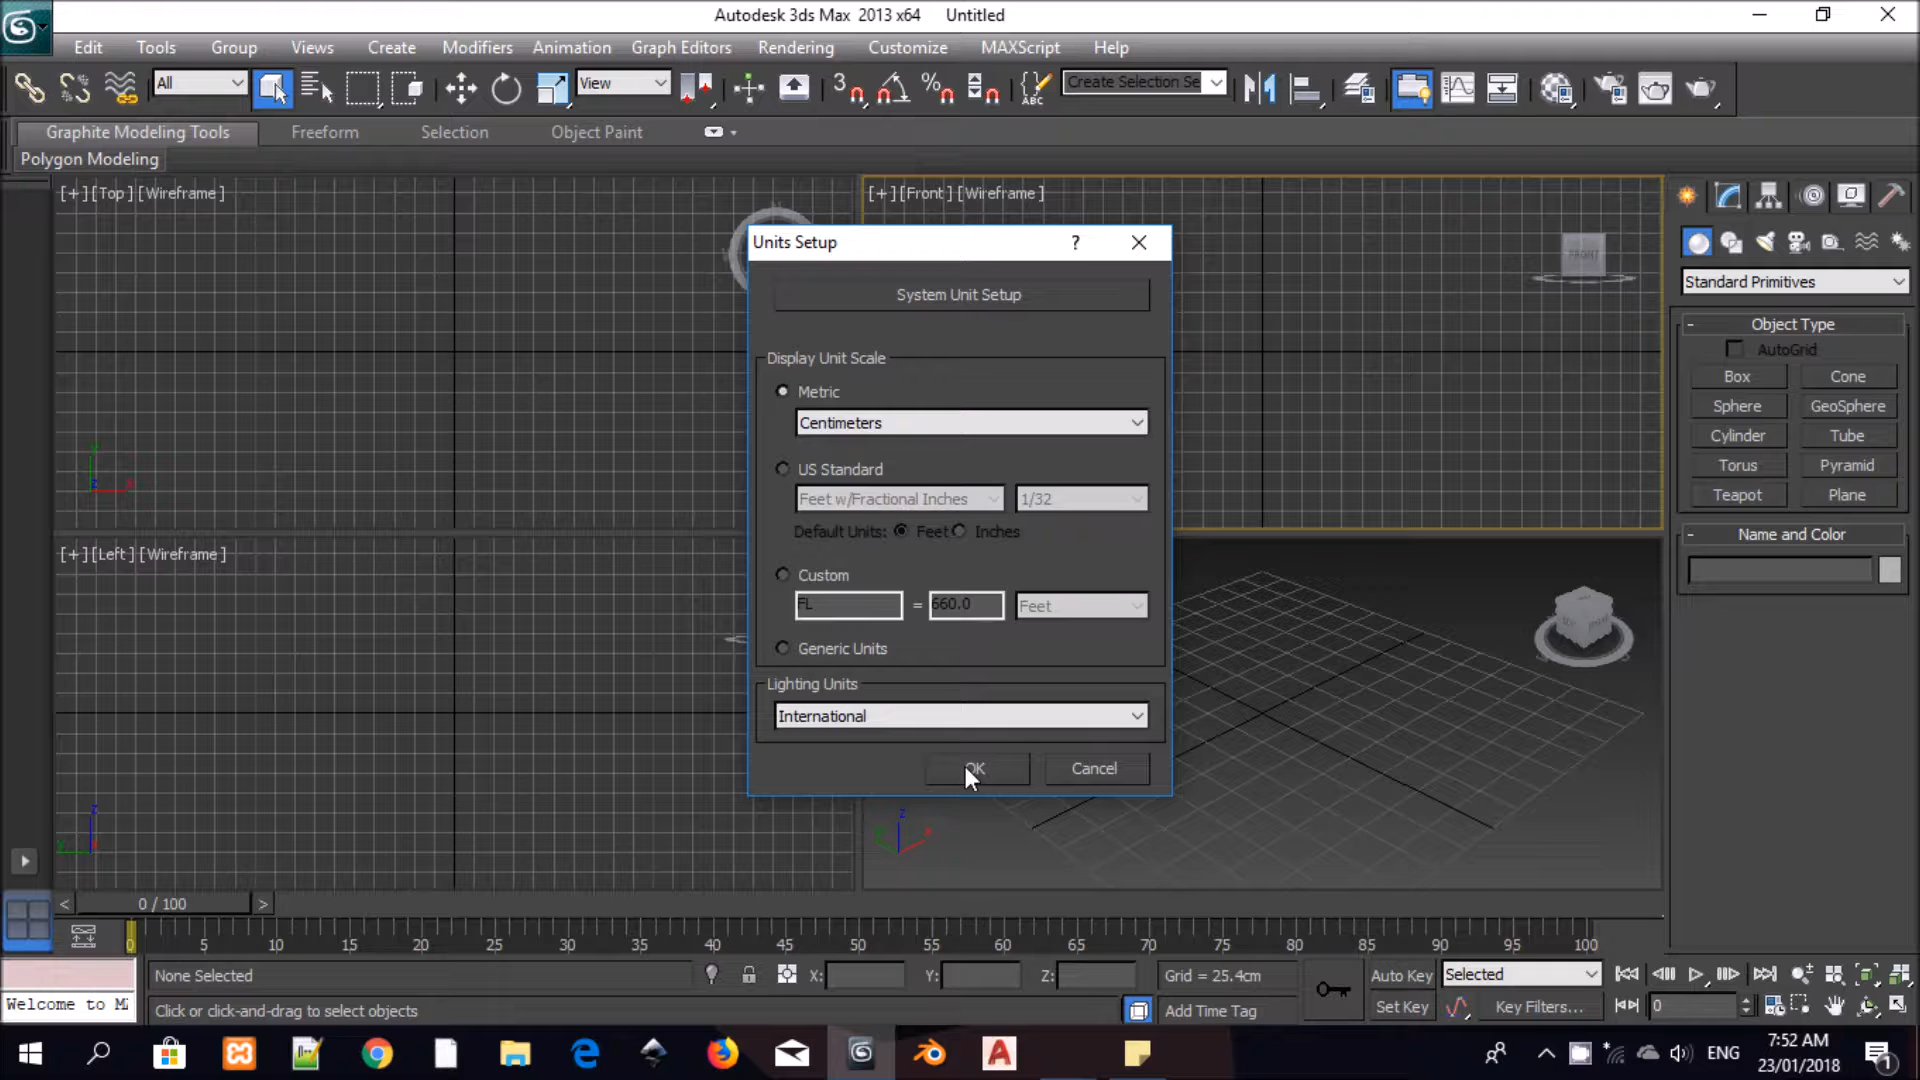 Autodesk 3ds Max 2013 x64 Untitled
Edit Tools Group Views Create Modifiers Animation Graph Editors Rendering Customize MAXScript Help
All View 3 ABC Create Selection Se
Graphite Modeling Tools Freeform Selection Object Paint
Polygon Modeling
[+][Top][Wireframe]
[+][Front][Wireframe]
FRONT
Units Setup
System Unit Setup
Display Unit Scale
Metric
Centimeters
US Standard
Feet w/Fractional Inches 1/32
Default Units: Feet Inches
Custom
FL = 660.0 Feet
Generic Units
Lighting Units
International
OK Cancel
Standard Primitives
Object Type
AutoGrid
Box Cone
Sphere GeoSphere
Cylinder Tube
Torus Pyramid
Teapot Plane
Name and Color
[+][Left][Wireframe]
< 0 / 100 >
0 5 10 15 20 25 30 35 40 45 50 55 60 65 70 75 80 85 90 95 100
None Selected X: Y: Z: Grid = 25.4cm Auto Key Selected
Welcome to M
Click or click-and-drag to select objects Add Time Tag Set Key Key Filters... 0
ENG
7:52 AM
23/01/2018
1